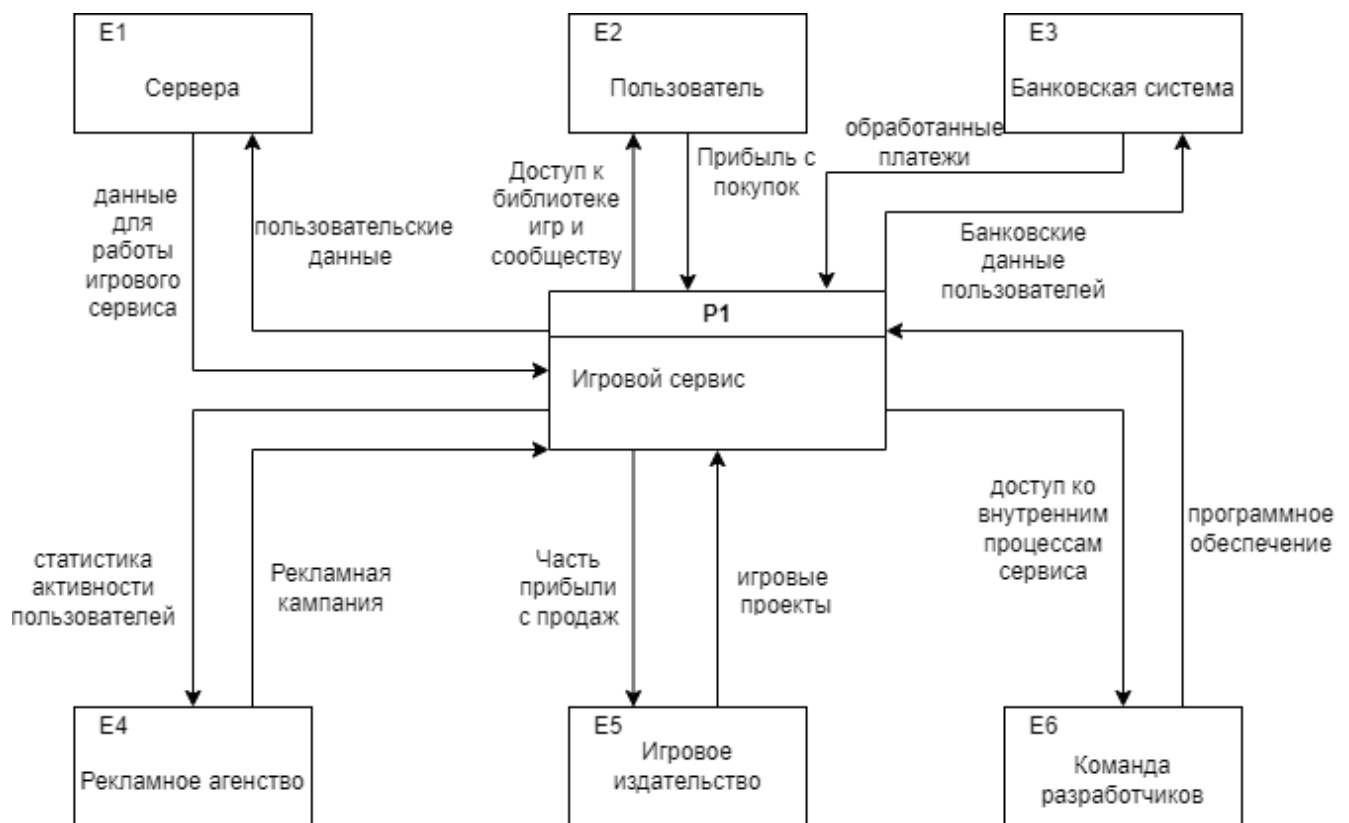 E1
Сервера
E2
Пользователь
E3
Банковская система
данные
для
работы
игрового
сервиса
пользовательские
данные
Доступ к
библиотеке
игр и
сообществу
Прибыль с
покупок
обработанные
платежи
Банковские
данные
пользователей
P1
Игровой сервис
статистика
активности
пользователей
Рекламная
кампания
Часть
прибыли
с продаж
игровые
проекты
доступ ко
внутренним
процессам
сервиса
программное
обеспечение
E4
Рекламное агенство
E5
Игровое
издательство
E6
Команда
разработчиков